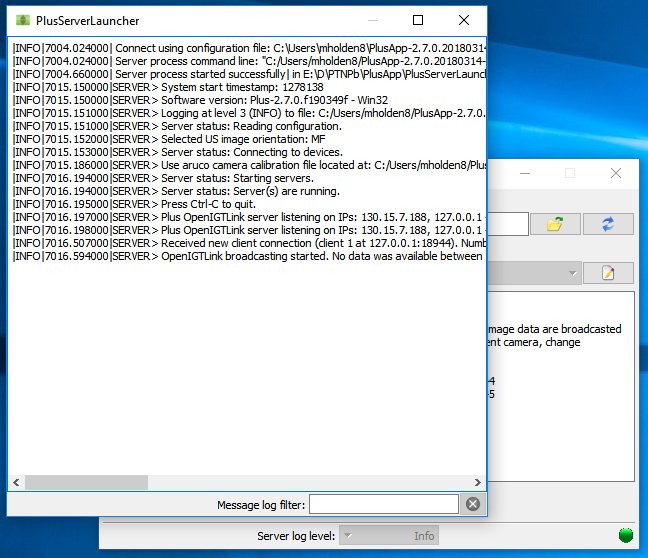 PlusServerLauncher
|INFO|7004.024000| Connect using configuration file: C:\Users\mholden8\PlusApp-2.7.0.20180314
|INFO|7004.024000| Server process command line: "C:/Users/mholden8/PlusApp-2.7.0.20180314-
|INFO|7004.660000| Server process started successfully| in E:\D\PTNPb\PlusApp\PlusServerLaunch
|INFO|7015.150000|SERVER> System start timestamp: 1278138
|INFO|7015.150000|SERVER> Software version: Plus-2.7.0.f190349f - Win32
|INFO|7015.151000|SERVER> Logging at level 3 (INFO) to file: C:/Users/mholden8/PlusApp-2.7.0.
|INFO|7015.151000|SERVER> Server status: Reading configuration.
|INFO|7015.152000|SERVER> Selected US image orientation: MF
|INFO|7015.153000|SERVER> Server status: Connecting to devices.
|INFO|7015.186000|SERVER> Use aruco camera calibration file located at: C:/Users/mholden8/Plus
|INFO|7016.194000|SERVER> Server status: Starting servers.
|INFO|7016.194000|SERVER> Server status: Server(s) are running.
|INFO|7016.195000|SERVER> Press Ctrl-C to quit.
|INFO|7016.197000|SERVER> Plus OpenIGTLink server listening on IPs: 130.15.7.188, 127.0.0.1 -
|INFO|7016.198000|SERVER> Plus OpenIGTLink server listening on IPs: 130.15.7.188, 127.0.0.1 -
|INFO|7016.507000|SERVER> Received new client connection (client 1 at 127.0.0.1:18944). Numb
|INFO|7016.594000|SERVER> OpenIGTLink broadcasting started. No data was available between
mage data are broadcasted
ent camera, change
-4
-5
Message log filter:
Server log level: Info